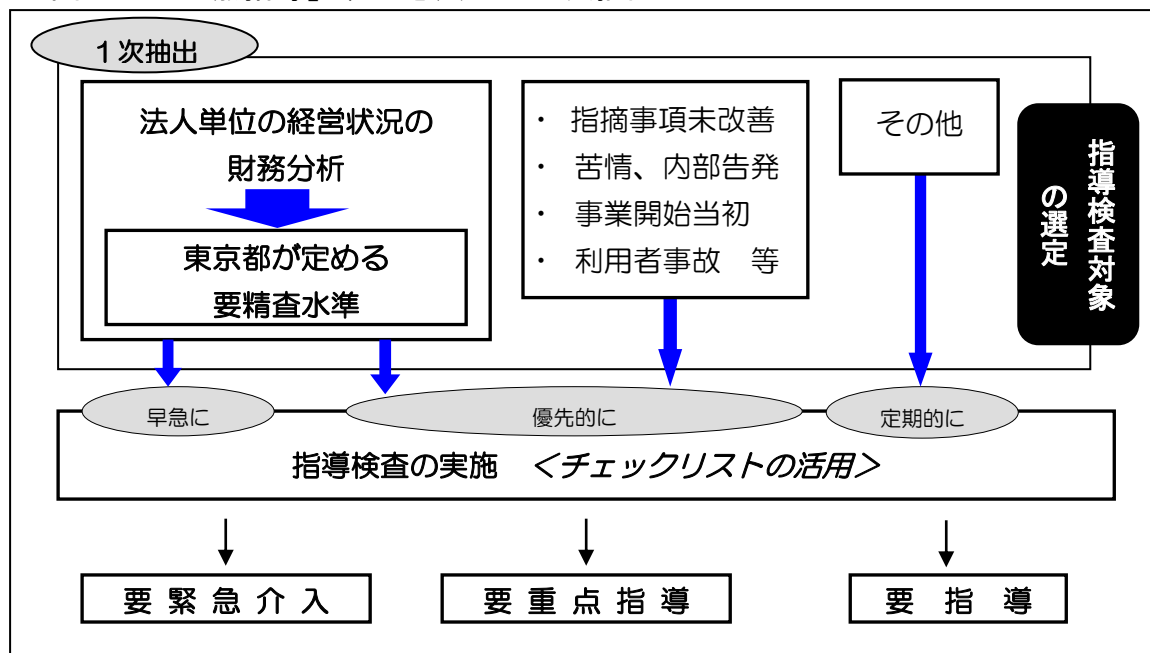 1次抽出
法人単位の経営状況の
財務分析
東京都が定める
要精査水準
・ 指摘事項未改善
・ 苦情、内部告発
・ 事業開始当初
・ 利用者事故 等
その他
指導検査対象
の選定
早急に
優先的に
定期的に
指導検査の実施 <チェックリストの活用>
要緊急介入
要重点指導
要指導